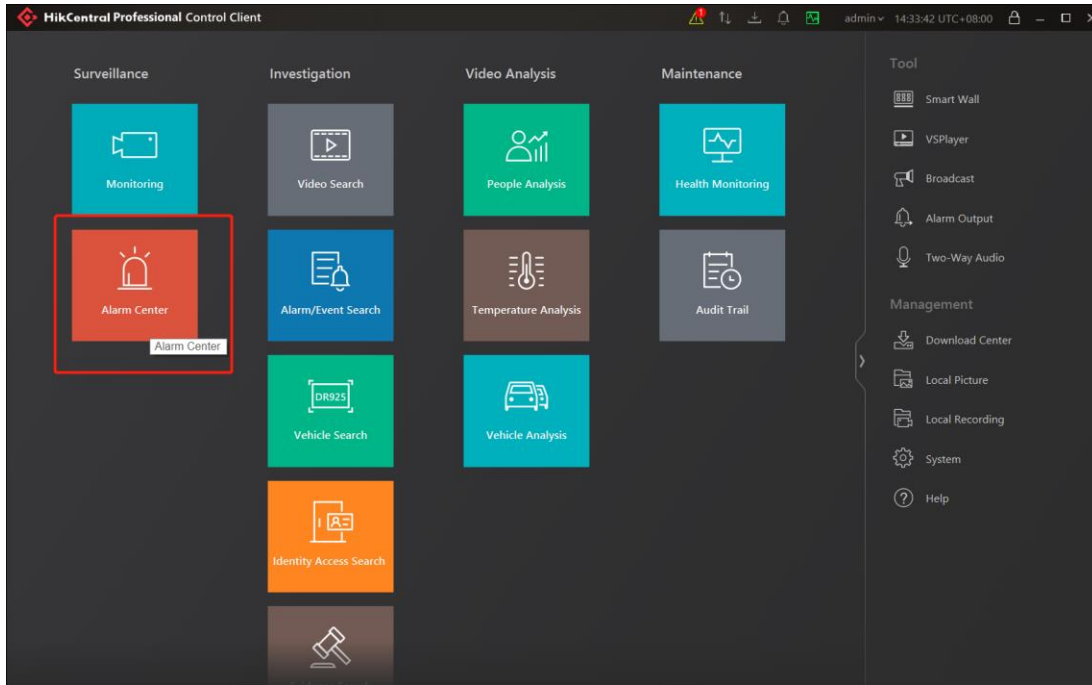 HikCentral Professional Control Client
1
admin
14:33:42 UTC+08:00
Surveillance
Monitoring
Alarm Center
Alarm Center
Investigation
Video Search
Alarm/Event Search
DR925
Vehicle Search
Identity Access Search
Video Analysis
People Analysis
Temperature Analysis
Vehicle Analysis
Maintenance
Health Monitoring
Audit Trail
Tool
888
Smart Wall
VSPlayer
Broadcast
Alarm Output
Two-Way Audio
Management
Download Center
Local Picture
Local Recording
System
?
Help